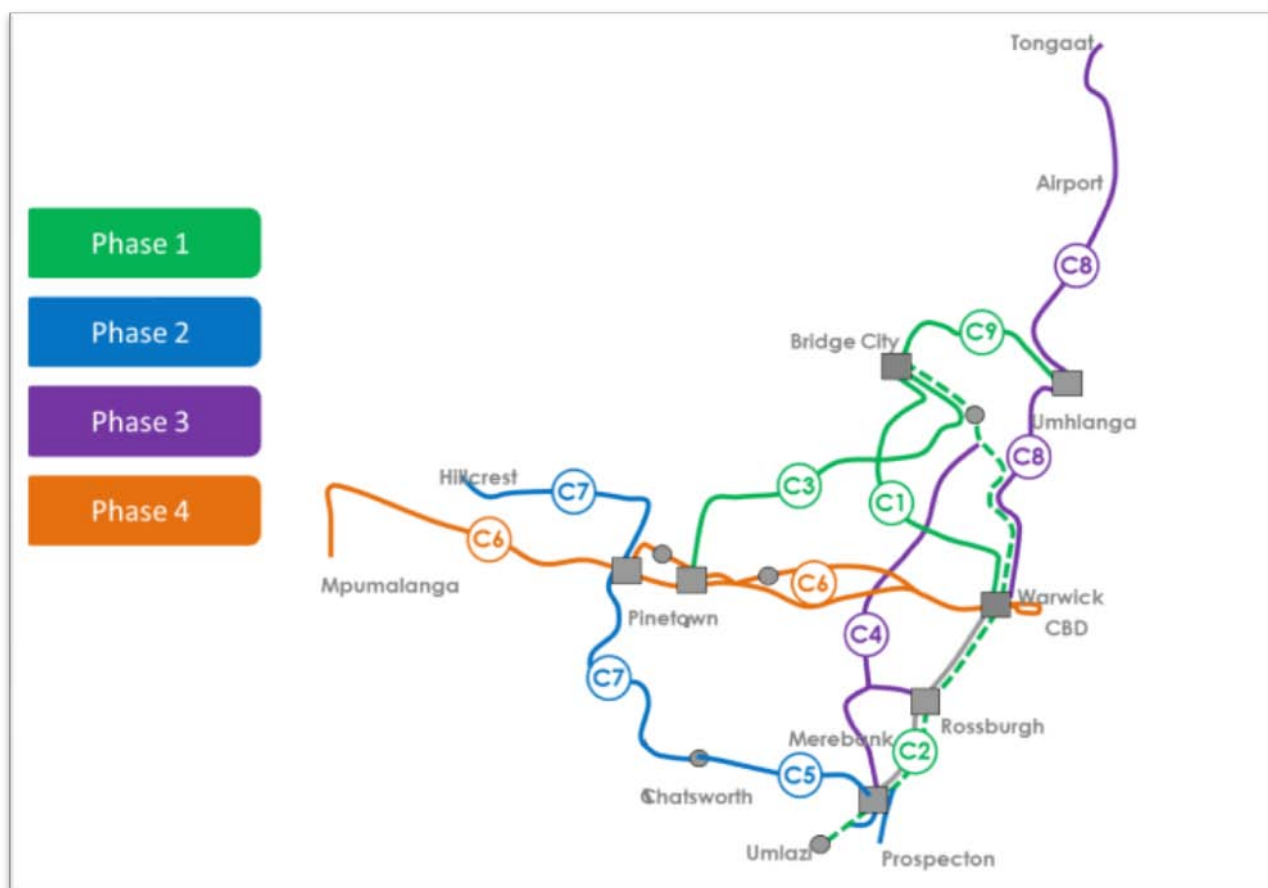 Phase 1
Phase 2
Phase 3
Phase 4
Tongaat
Airport
C8
C9
Bridge City
Umhlanga
C8
Hillcrest
C7
C3
C1
C6
Mpumalanga
C6
Warwick
CBD
Pinetown
C4
C7
Rossburgh
Merebank
C2
C5
Chatsworth
Umlazi
Prospecton